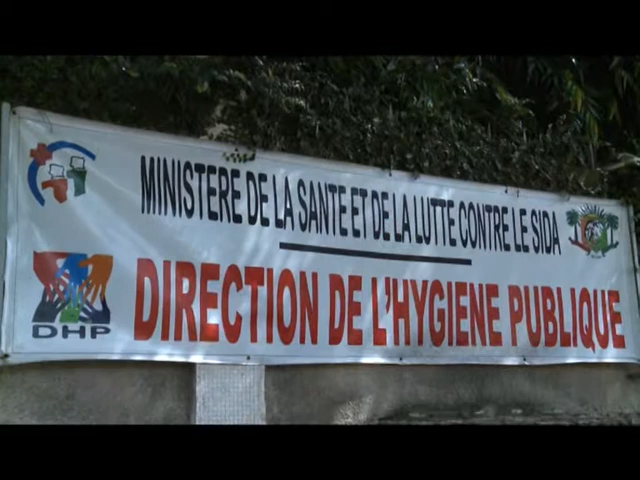 MINISTERE DE LA SANTE ET DE LA LUTTE CONTRE LE SIDA
DIRECTION DE L'HYGIENE PUBLIQUE
DHP